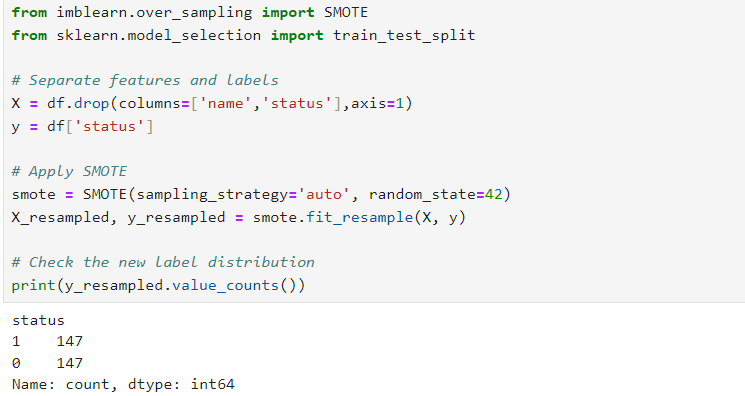 from imblearn.over_sampling import SMOTE
from sklearn.model_selection import train_test_split
# Separate features and labels
X = df.drop(columns=['name','status'],axis=1)
y = df['status']
# Apply SMOTE
smote = SMOTE(sampling_strategy='auto', random_state=42)
X_resampled, y_resampled = smote.fit_resample(X, y)
# Check the new label distribution
print(y_resampled.value_counts())
status
1    147
0    147
Name: count, dtype: int64